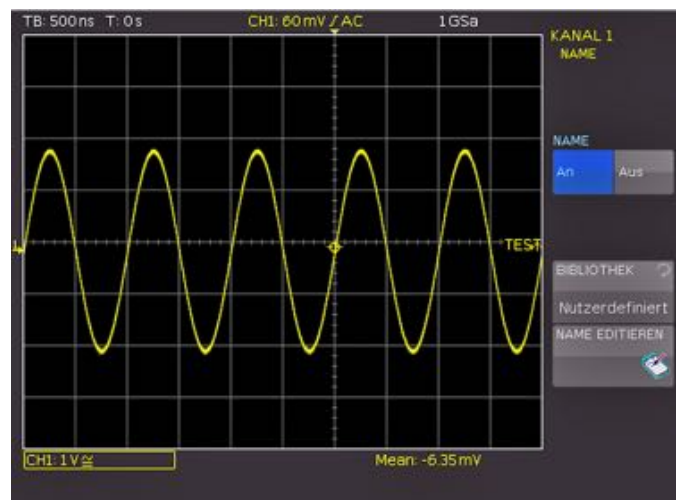 TB: 500ns T: 0s CH1: 60mV / AC 1GSa
KANAL 1
NAME
NAME
An Aus
1 TEST
BIBLIOTHEK
Nutzerdefiniert
NAME EDITIEREN
CH1: 1V≅ Mean: -6.35mV